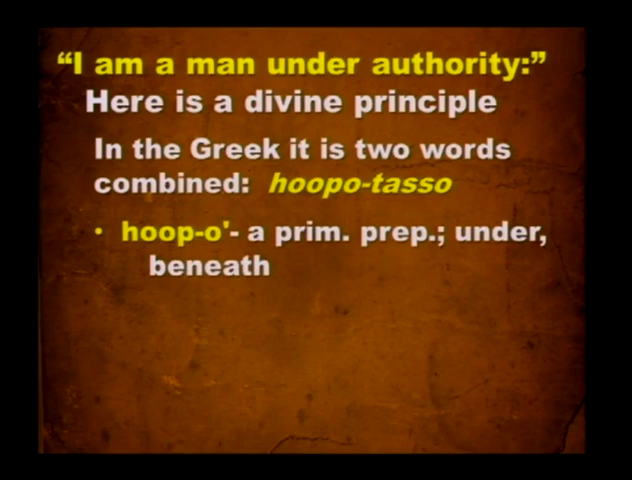 “I am a man under authority:”
Here is a divine principle
In the Greek it is two words
combined: hoopo-tasso
• hoop-o'- a prim. prep.; under,
beneath